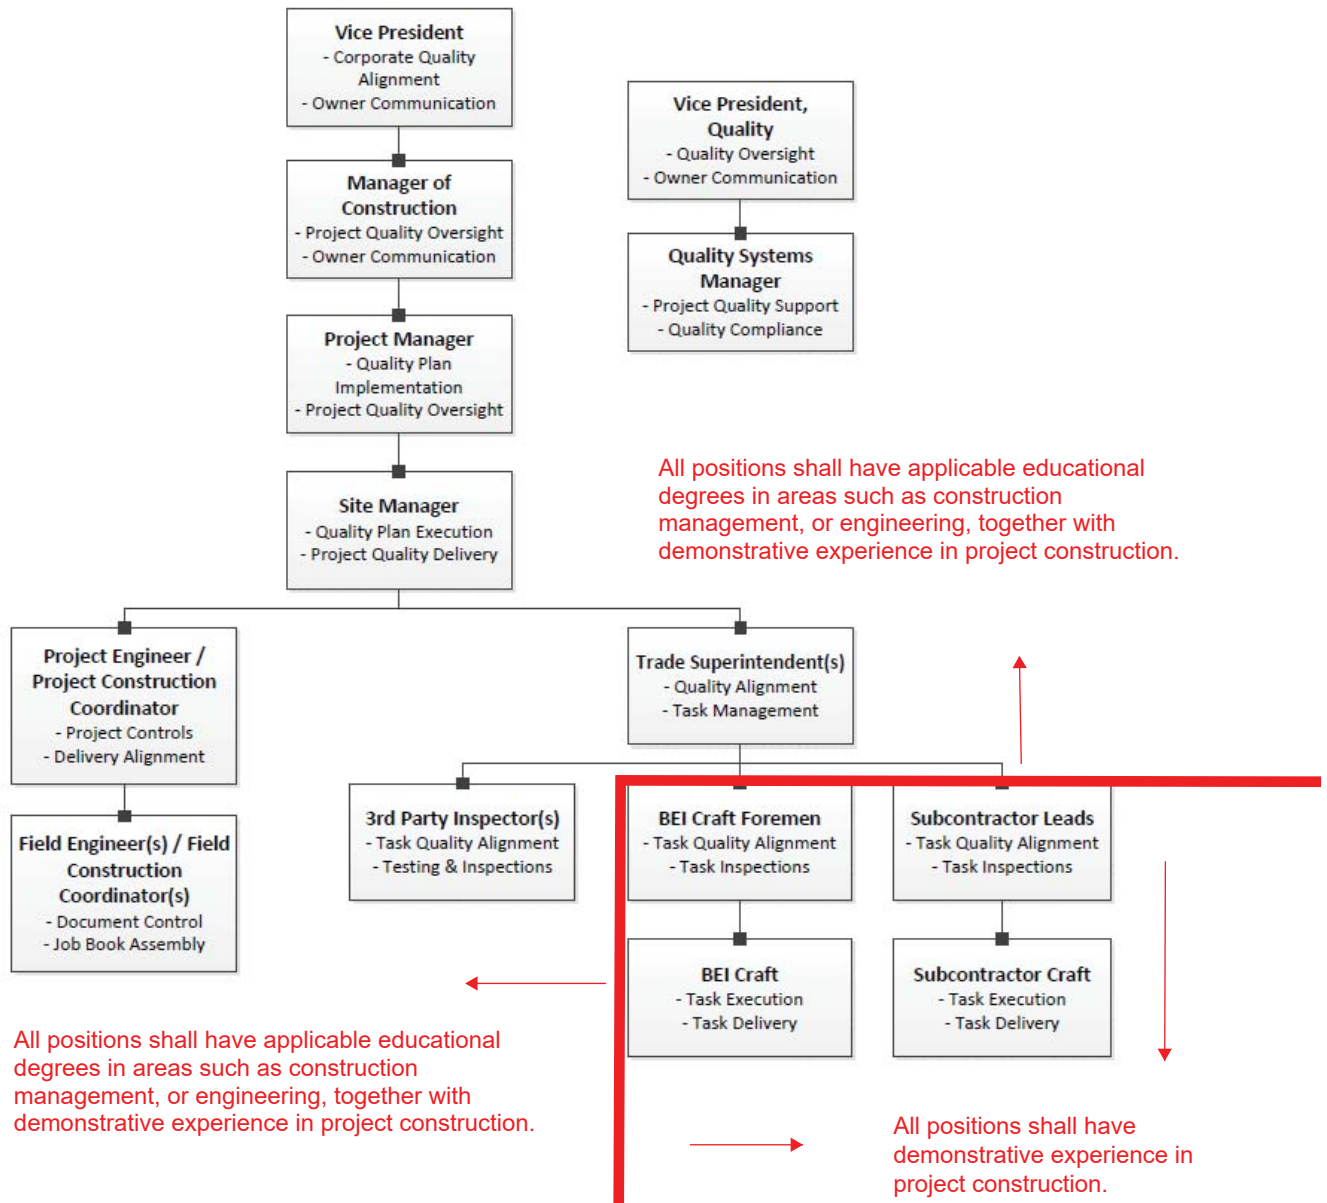 Vice President
- Corporate Quality
Alignment
- Owner Communication
Vice President,
Quality
- Quality Oversight
- Owner Communication
Manager of
Construction
- Project Quality Oversight
- Owner Communication
Quality Systems
Manager
- Project Quality Support
- Quality Compliance
Project Manager
- Quality Plan
Implementation
- Project Quality Oversight
Site Manager
- Quality Plan Execution
- Project Quality Delivery
All positions shall have applicable educational
degrees in areas such as construction
management, or engineering, together with
demonstrative experience in project construction.
Project Engineer /
Project Construction
Coordinator
- Project Controls
- Delivery Alignment
Trade Superintendent(s)
- Quality Alignment
- Task Management
Field Engineer(s) / Field
Construction
Coordinator(s)
- Document Control
- Job Book Assembly
3rd Party Inspector(s)
- Task Quality Alignment
- Testing & Inspections
BEI Craft Foremen
- Task Quality Alignment
- Task Inspections
Subcontractor Leads
- Task Quality Alignment
- Task Inspections
BEI Craft
- Task Execution
- Task Delivery
Subcontractor Craft
- Task Execution
- Task Delivery
All positions shall have applicable educational
degrees in areas such as construction
management, or engineering, together with
demonstrative experience in project construction.
All positions shall have
demonstrative experience in
project construction.